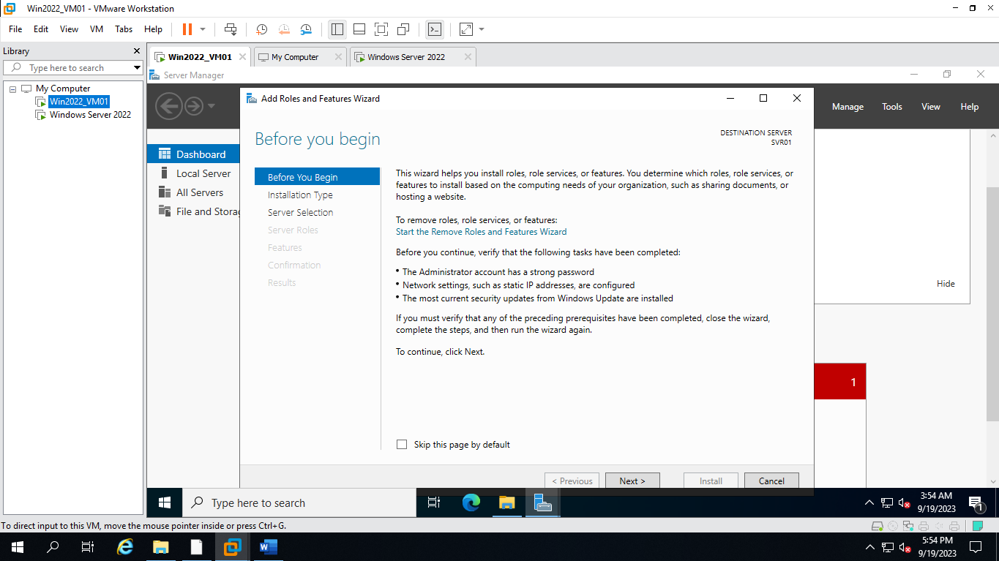 Win2022_VM01 - VMware Workstation
File Edit View VM Tabs Help
Library
Type here to search
My Computer
Win2022_VM01
Windows Server 2022
Win2022_VM01 My Computer Windows Server 2022
Server Manager
Manage Tools View Help
Dashboard
Local Server
All Servers
File and Storag
Add Roles and Features Wizard
Before you begin
DESTINATION SERVER
SVR01
Before You Begin
Installation Type
Server Selection
Server Roles
Features
Confirmation
Results
This wizard helps you install roles, role services, or features. You determine which roles, role services, or
features to install based on the computing needs of your organization, such as sharing documents, or
hosting a website.
To remove roles, role services, or features:
Start the Remove Roles and Features Wizard
Before you continue, verify that the following tasks have been completed:
• The Administrator account has a strong password
• Network settings, such as static IP addresses, are configured
• The most current security updates from Windows Update are installed
If you must verify that any of the preceding prerequisites have been completed, close the wizard,
complete the steps, and then run the wizard again.
To continue, click Next.
Skip this page by default
< Previous Next > Install Cancel
Hide
1
Type here to search
3:54 AM
9/19/2023
1
To direct input to this VM, move the mouse pointer inside or press Ctrl+G.
5:54 PM
9/19/2023